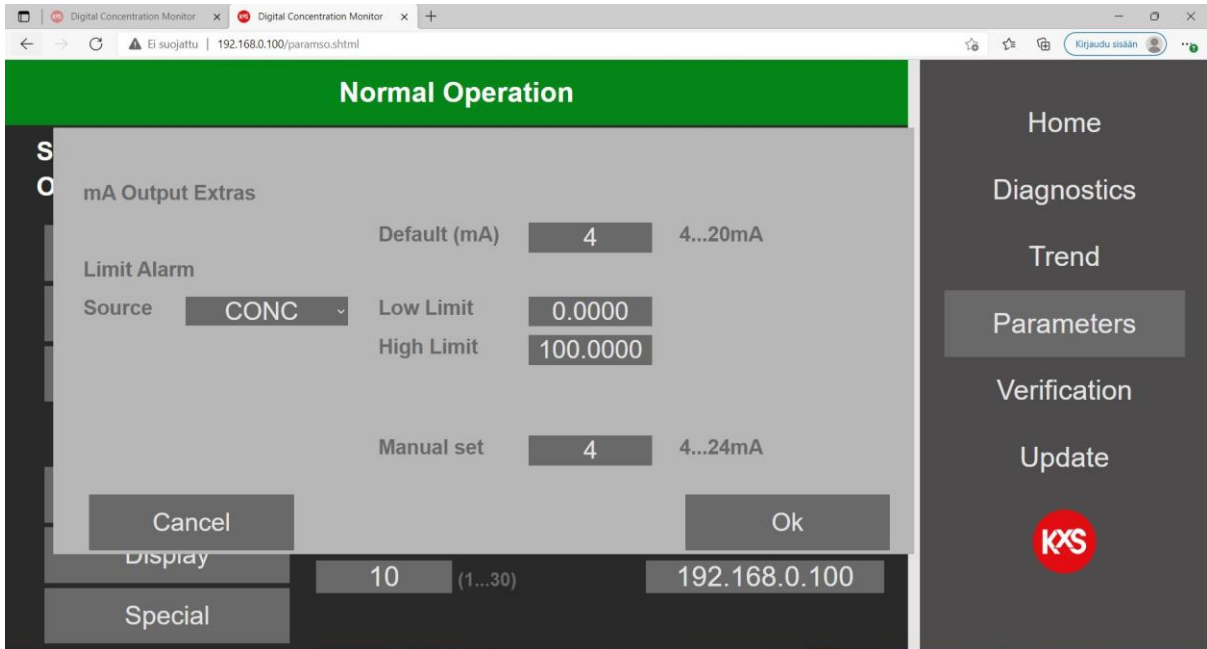 Digital Concentration Monitor
Digital Concentration Monitor
Ei suojattu | 192.168.0.100/paramso.shtml
Kirjaudu sisään
Normal Operation
S
O
mA Output Extras
Default (mA) 4 4...20mA
Limit Alarm
Source CONC Low Limit 0.0000
High Limit 100.0000
Manual set 4 4...24mA
Cancel Ok
Display
10 (1...30) 192.168.0.100
Special
Home
Diagnostics
Trend
Parameters
Verification
Update
KXS